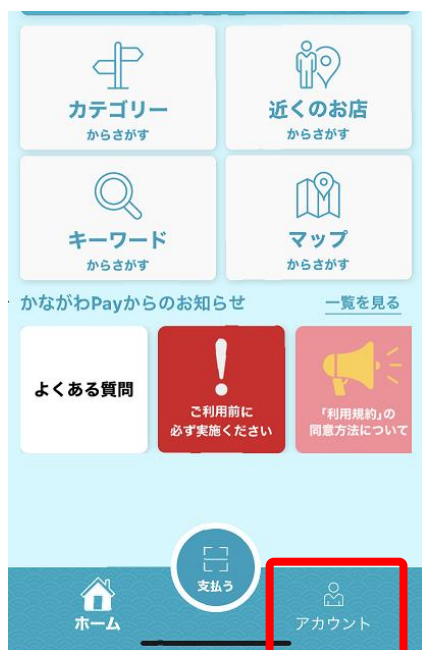 カテゴリー
からさがす
近くのお店
からさがす
キーワード
からさがす
マップ
からさがす
かながわPayからのお知らせ
一覧を見る
よくある質問
ご利用前に
必ず実施ください
「利用規約」の
同意方法について
支払う
ホーム
アカウント